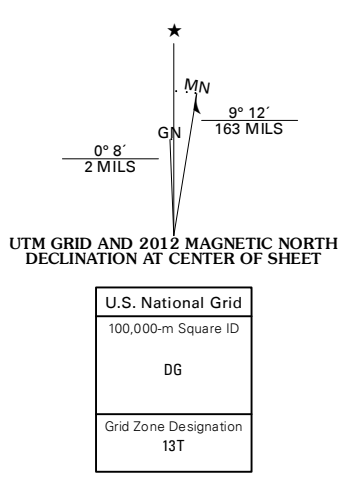 ★
MN
GN
9° 12´
163 MILS
0° 8´
2 MILS
UTM GRID AND 2012 MAGNETIC NORTH
DECLINATION AT CENTER OF SHEET
U.S. National Grid
100,000-m Square ID
DG
Grid Zone Designation
13T